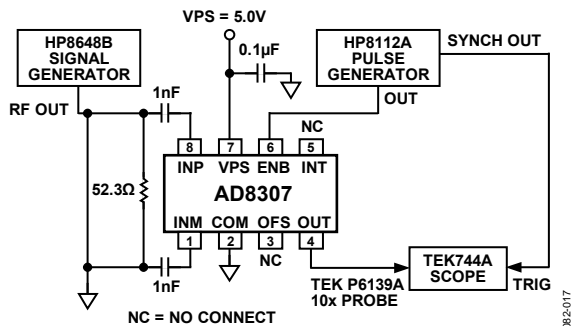 VPS = 5.0V
HP8648B
SIGNAL
GENERATOR
0.1µF
HP8112A
PULSE
GENERATOR
SYNCH OUT
RF OUT
1nF
OUT
NC
8
7
6
5
INP
VPS
ENB
INT
52.3Ω
AD8307
INM
COM
OFS
OUT
1
2
3
4
NC
1nF
TEK P6139A
10x PROBE
TEK744A
SCOPE
TRIG
NC = NO CONNECT